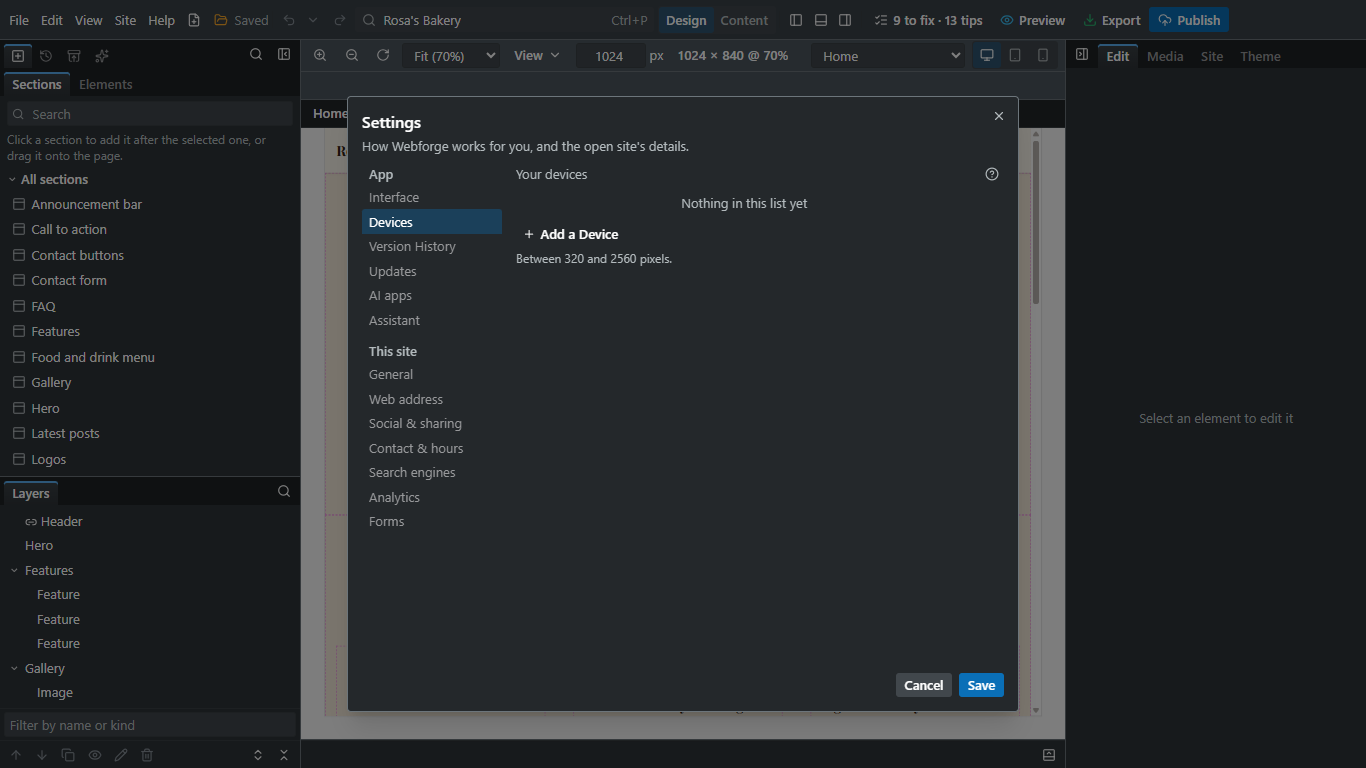 File Edit View Site Help Saved Rosa's Bakery Ctrl+P Design Content 9 to fix · 13 tips Preview Export Publish
Fit (70%) View 1024 px 1024 × 840 @ 70% Home Edit Media Site Theme
Sections Elements
Search
Click a section to add it after the selected one, or
drag it onto the page.
All sections
Announcement bar
Call to action
Contact buttons
Contact form
FAQ
Features
Food and drink menu
Gallery
Hero
Latest posts
Logos
Layers
Header
Hero
Features
Feature
Feature
Feature
Gallery
Image
Filter by name or kind
Home
Settings
How Webforge works for you, and the open site's details.
App
Interface
Devices
Version History
Updates
AI apps
Assistant
This site
General
Web address
Social & sharing
Contact & hours
Search engines
Analytics
Forms
Your devices
Nothing in this list yet
+ Add a Device
Between 320 and 2560 pixels.
Cancel Save
Select an element to edit it